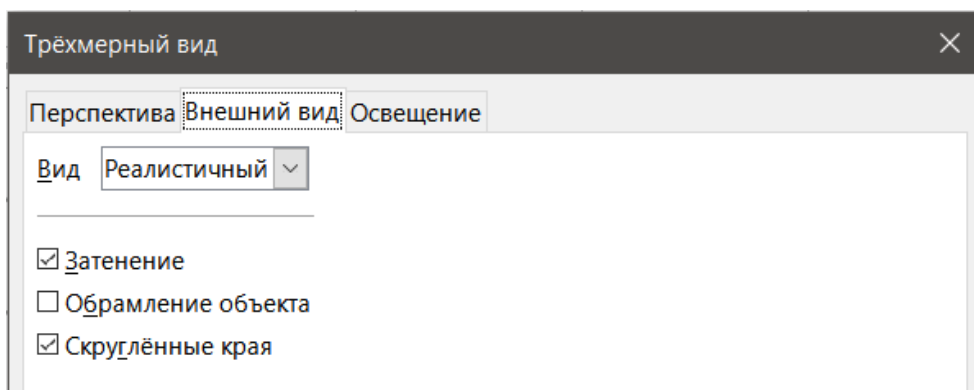 Трёхмерный вид
Перспектива Внешний вид Освещение
Вид Реалистичный
Затенение
Обрамление объекта
Скруглённые края